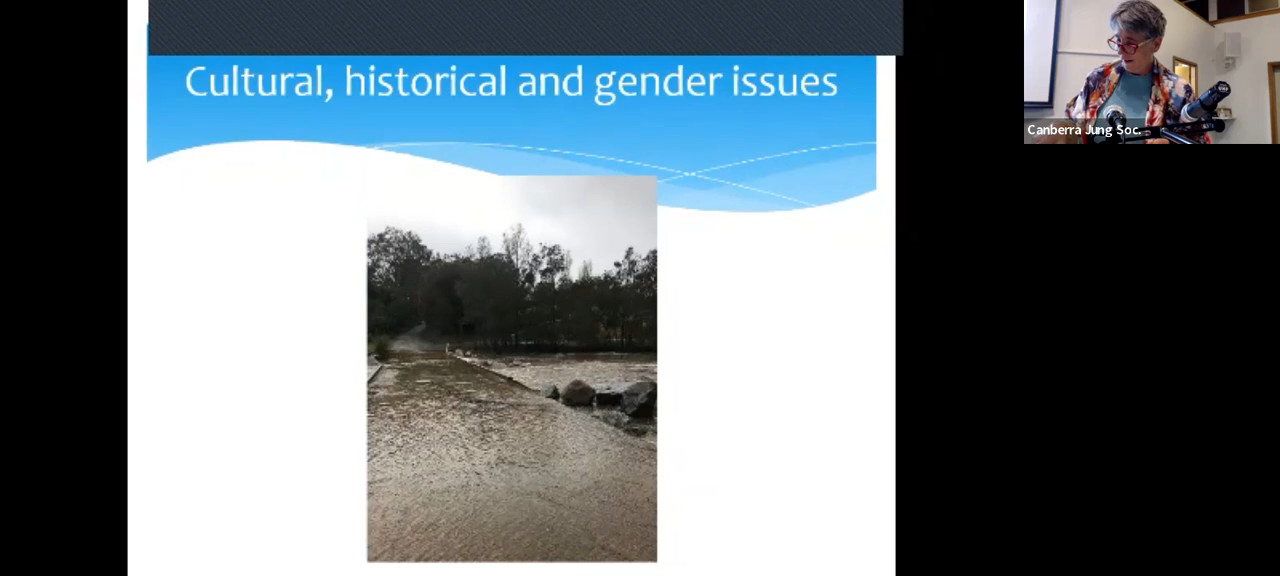 Cultural, historical and gender issues
Canberra Jung Soc.